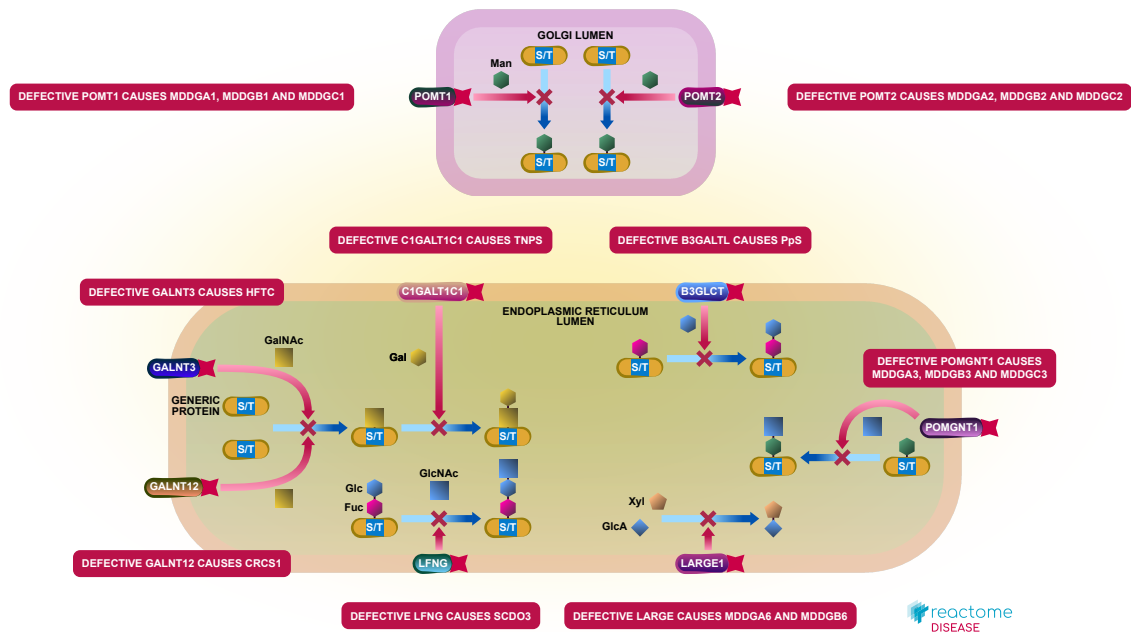 GOLGI LUMEN
S/T
S/T
Man
POMT1
POMT2
DEFECTIVE POMT1 CAUSES MDDGA1, MDDGB1 AND MDDGC1
DEFECTIVE POMT2 CAUSES MDDGA2, MDDGB2 AND MDDGC2
S/T
S/T
DEFECTIVE C1GALT1C1 CAUSES TNPS
DEFECTIVE B3GALTL CAUSES PpS
DEFECTIVE GALNT3 CAUSES HFTC
C1GALT1C1
B3GLCT
ENDOPLASMIC RETICULUM
LUMEN
GalNAc
Gal
GALNT3
S/T
S/T
DEFECTIVE POMGNT1 CAUSES
MDDGA3, MDDGB3 AND MDDGC3
GENERIC
PROTEIN
S/T
S/T
S/T
S/T
POMGNT1
S/T
S/T
S/T
GALNT12
GlcNAc
Glc
Fuc
S/T
S/T
Xyl
GlcA
LFNG
LARGE1
DEFECTIVE GALNT12 CAUSES CRCS1
DEFECTIVE LFNG CAUSES SCDO3
DEFECTIVE LARGE CAUSES MDDGA6 AND MDDGB6
reactome
DISEASE